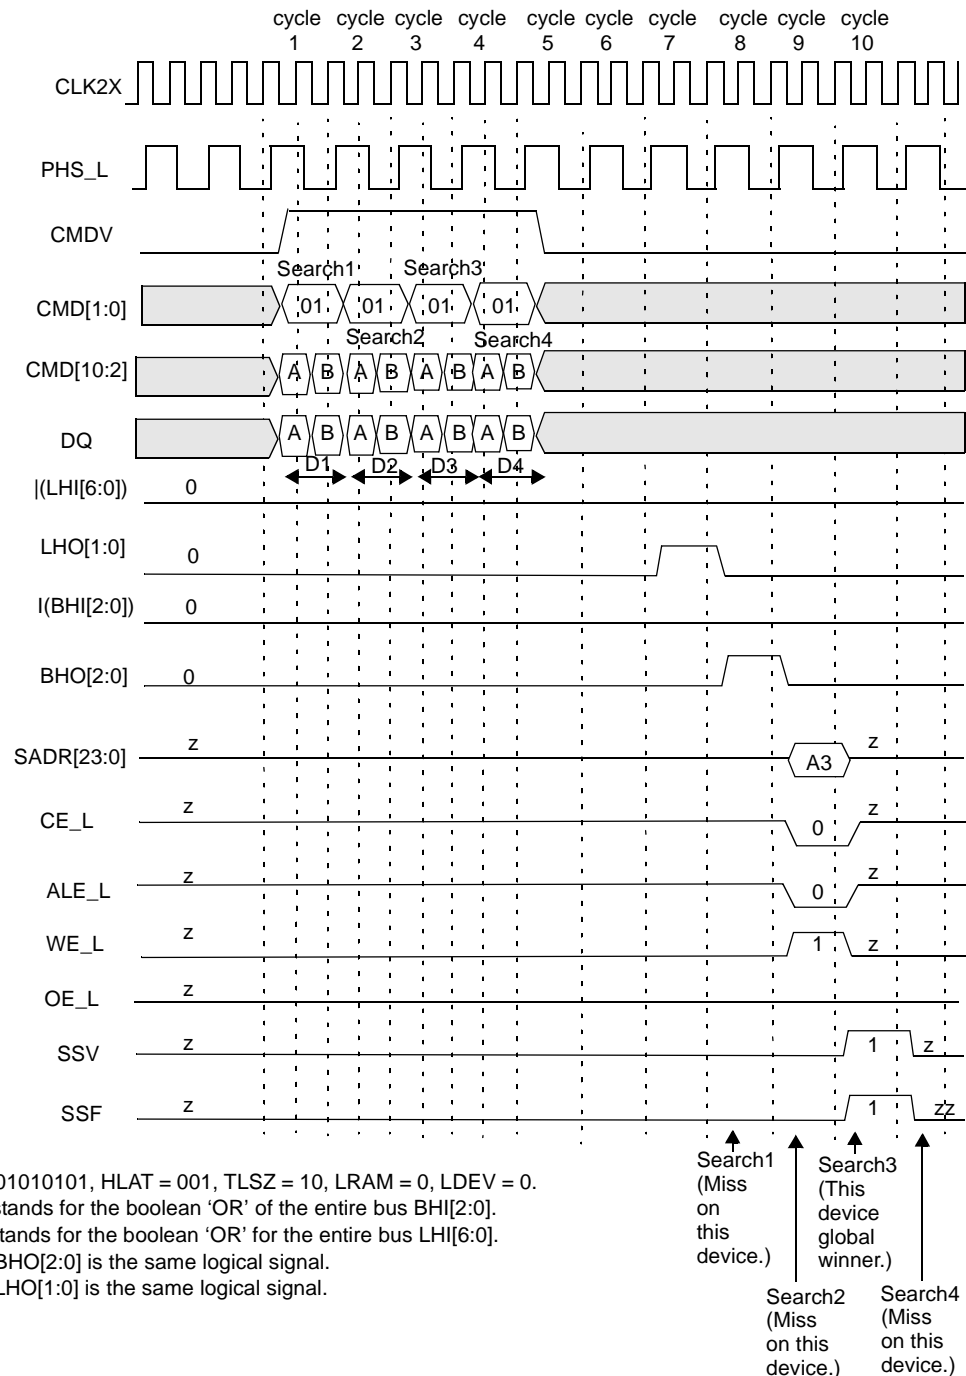 cycle cycle cycle cycle cycle cycle cycle cycle cycle cycle
1 2 3 4 5 6 7 8 9 10
CLK2X
PHS_L
CMDV
Search1 Search3
CMD[1:0] 01 01 01 01
Search2 Search4
CMD[10:2] A B A B A B A B
DQ A B A B A B A B
D1 D2 D3 D4
|(LHI[6:0]) 0
LHO[1:0] 0
I(BHI[2:0]) 0
BHO[2:0] 0
SADR[23:0] z A3 z
CE_L z 0 z
ALE_L z 0 z
WE_L z 1 z
OE_L z
SSV z 1 z
SSF z 1 zz
Search1
(Miss
on
this
device.)
Search3
(This
device
global
winner.)
Search2
(Miss
on this
device.)
Search4
(Miss
on this
device.)
01010101, HLAT = 001, TLSZ = 10, LRAM = 0, LDEV = 0.
stands for the boolean ‘OR’ of the entire bus BHI[2:0].
tands for the boolean ‘OR’ for the entire bus LHI[6:0].
BHO[2:0] is the same logical signal.
LHO[1:0] is the same logical signal.